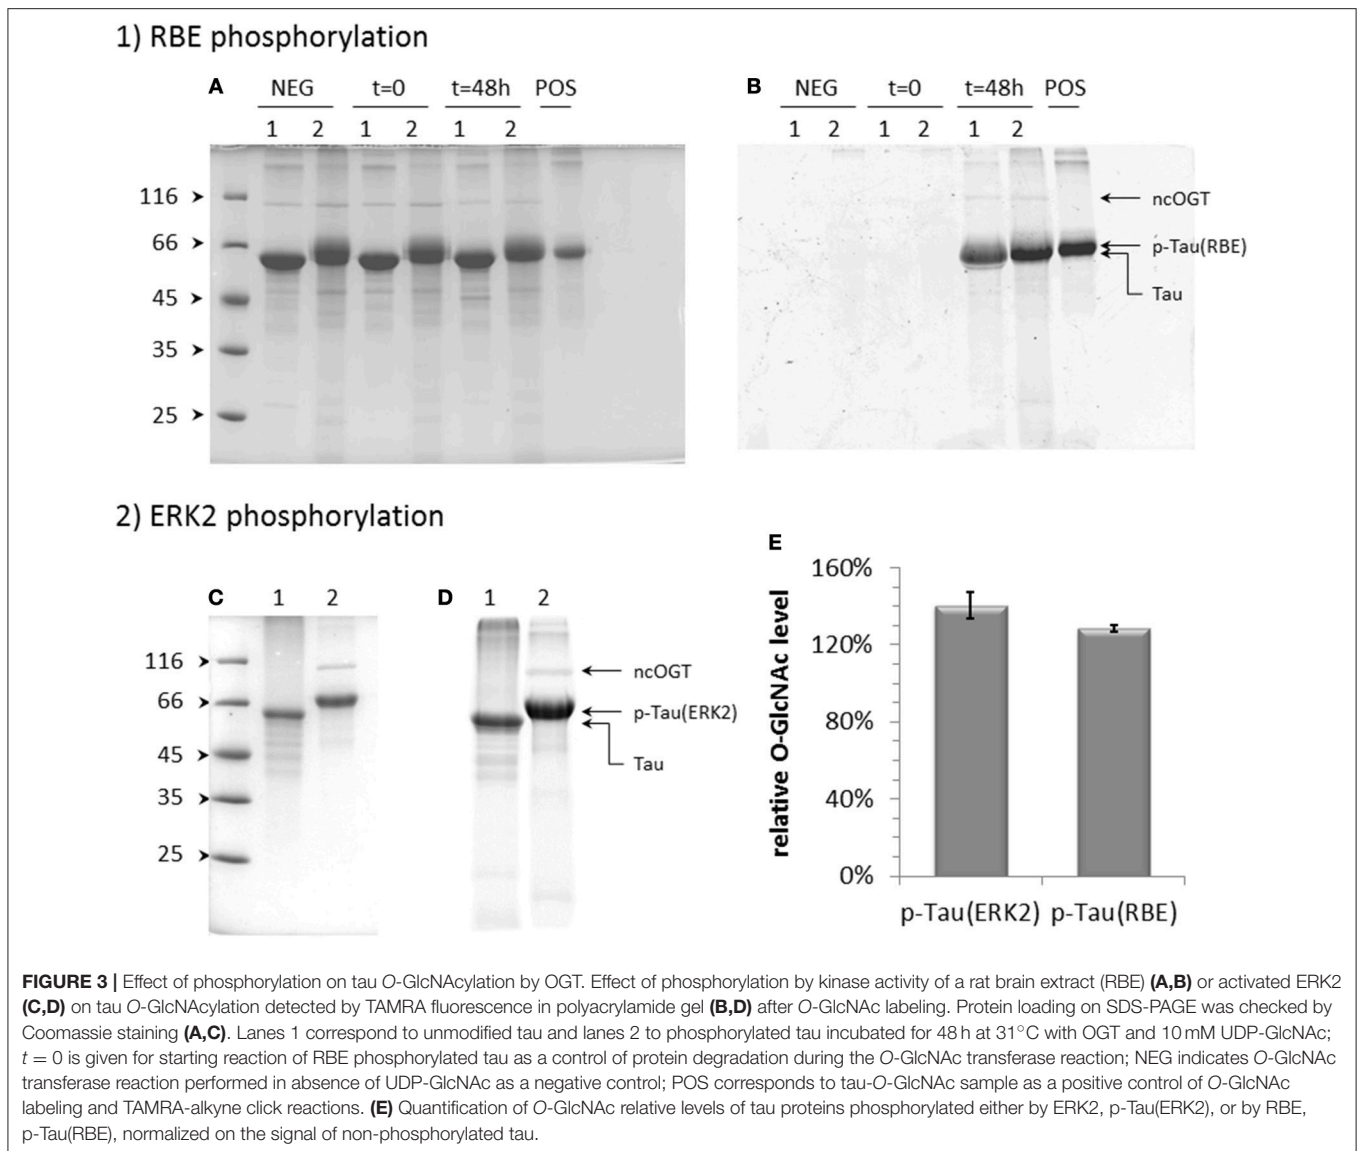 1) RBE phosphorylation
A NEG t=0 t=48h POS
1 2 1 2 1 2
116
66
45
35
25
B NEG t=0 t=48h POS
1 2 1 2 1 2
ncOGT
p-Tau(RBE)
Tau
2) ERK2 phosphorylation
C 1 2
116
66
45
35
25
D 1 2
ncOGT
p-Tau(ERK2)
Tau
E
relative O-GlcNAc level
160%
120%
80%
40%
0%
p-Tau(ERK2) p-Tau(RBE)
FIGURE 3 | Effect of phosphorylation on tau O-GlcNAcylation by OGT. Effect of phosphorylation by kinase activity of a rat brain extract (RBE) (A,B) or activated ERK2
(C,D) on tau O-GlcNAcylation detected by TAMRA fluorescence in polyacrylamide gel (B,D) after O-GlcNAc labeling. Protein loading on SDS-PAGE was checked by
Coomassie staining (A,C). Lanes 1 correspond to unmodified tau and lanes 2 to phosphorylated tau incubated for 48 h at 31°C with OGT and 10 mM UDP-GlcNAc;
t = 0 is given for starting reaction of RBE phosphorylated tau as a control of protein degradation during the O-GlcNAc transferase reaction; NEG indicates O-GlcNAc
transferase reaction performed in absence of UDP-GlcNAc as a negative control; POS corresponds to tau-O-GlcNAc sample as a positive control of O-GlcNAc
labeling and TAMRA-alkyne click reactions. (E) Quantification of O-GlcNAc relative levels of tau proteins phosphorylated either by ERK2, p-Tau(ERK2), or by RBE,
p-Tau(RBE), normalized on the signal of non-phosphorylated tau.